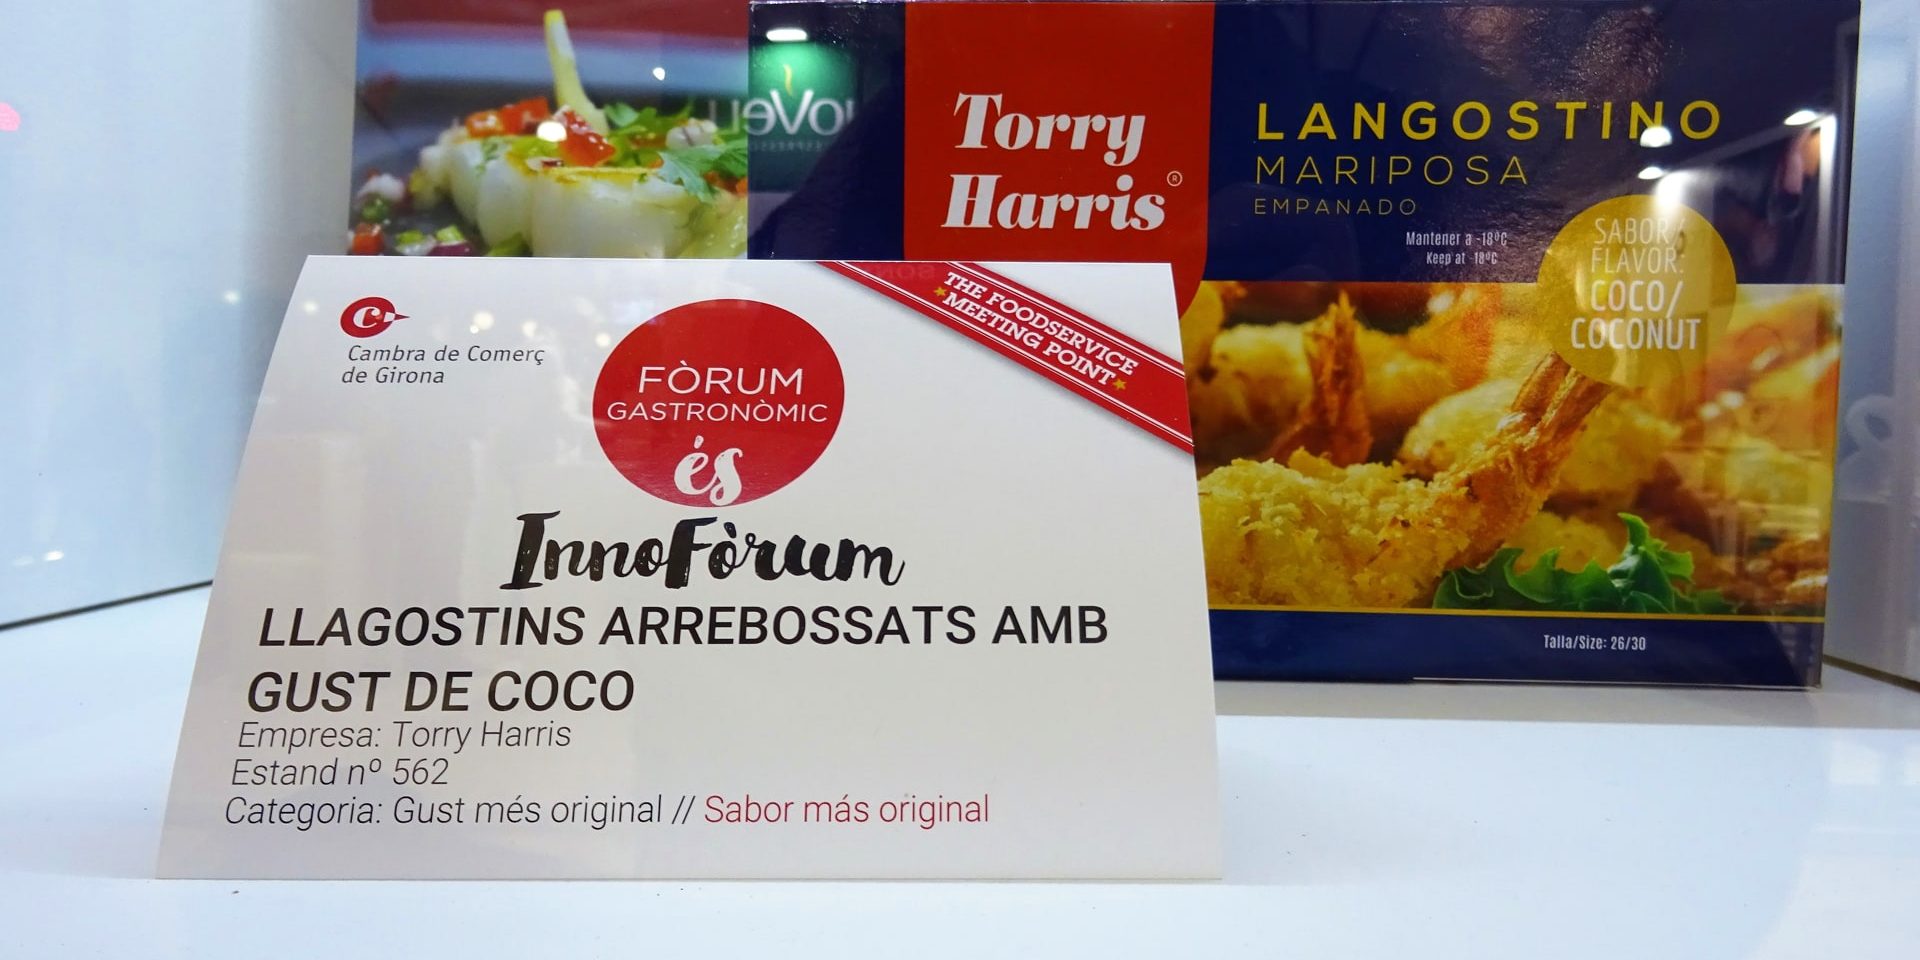 Torry
Harris®
LANGOSTINO
MARIPOSA
EMPANADO
Mantener a -18ºC
Keep at -18ºC
SABOR/
FLAVOR:
COCO/
COCONUT
Talla/Size: 26/30
Cambra de Comerç
de Girona
FÒRUM
GASTRONÒMIC
és
InnoFòrum
THE FOODSERVICE
MEETING POINT
LLAGOSTINS ARREBOSSATS AMB
GUST DE COCO
Empresa: Torry Harris
Estand nº 562
Categoria: Gust més original // Sabor más original